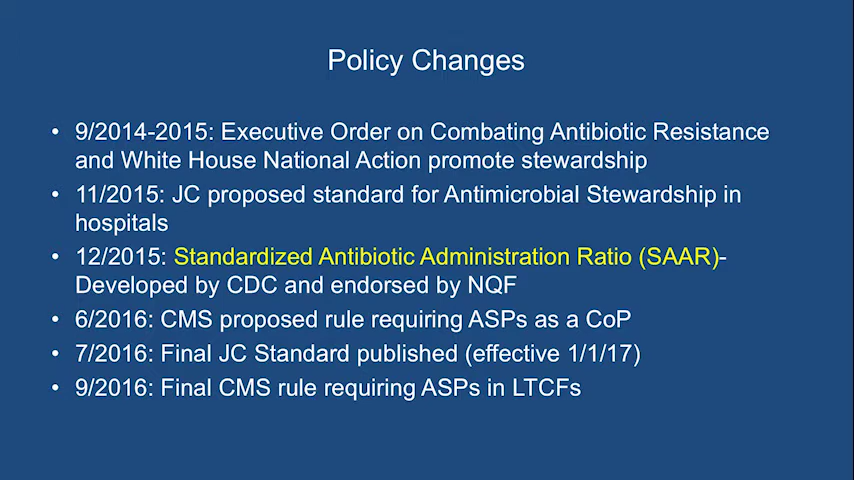 Policy Changes
• 9/2014-2015: Executive Order on Combating Antibiotic Resistance
and White House National Action promote stewardship
• 11/2015: JC proposed standard for Antimicrobial Stewardship in
hospitals
• 12/2015: Standardized Antibiotic Administration Ratio (SAAR)-
Developed by CDC and endorsed by NQF
• 6/2016: CMS proposed rule requiring ASPs as a CoP
• 7/2016: Final JC Standard published (effective 1/1/17)
• 9/2016: Final CMS rule requiring ASPs in LTCFs